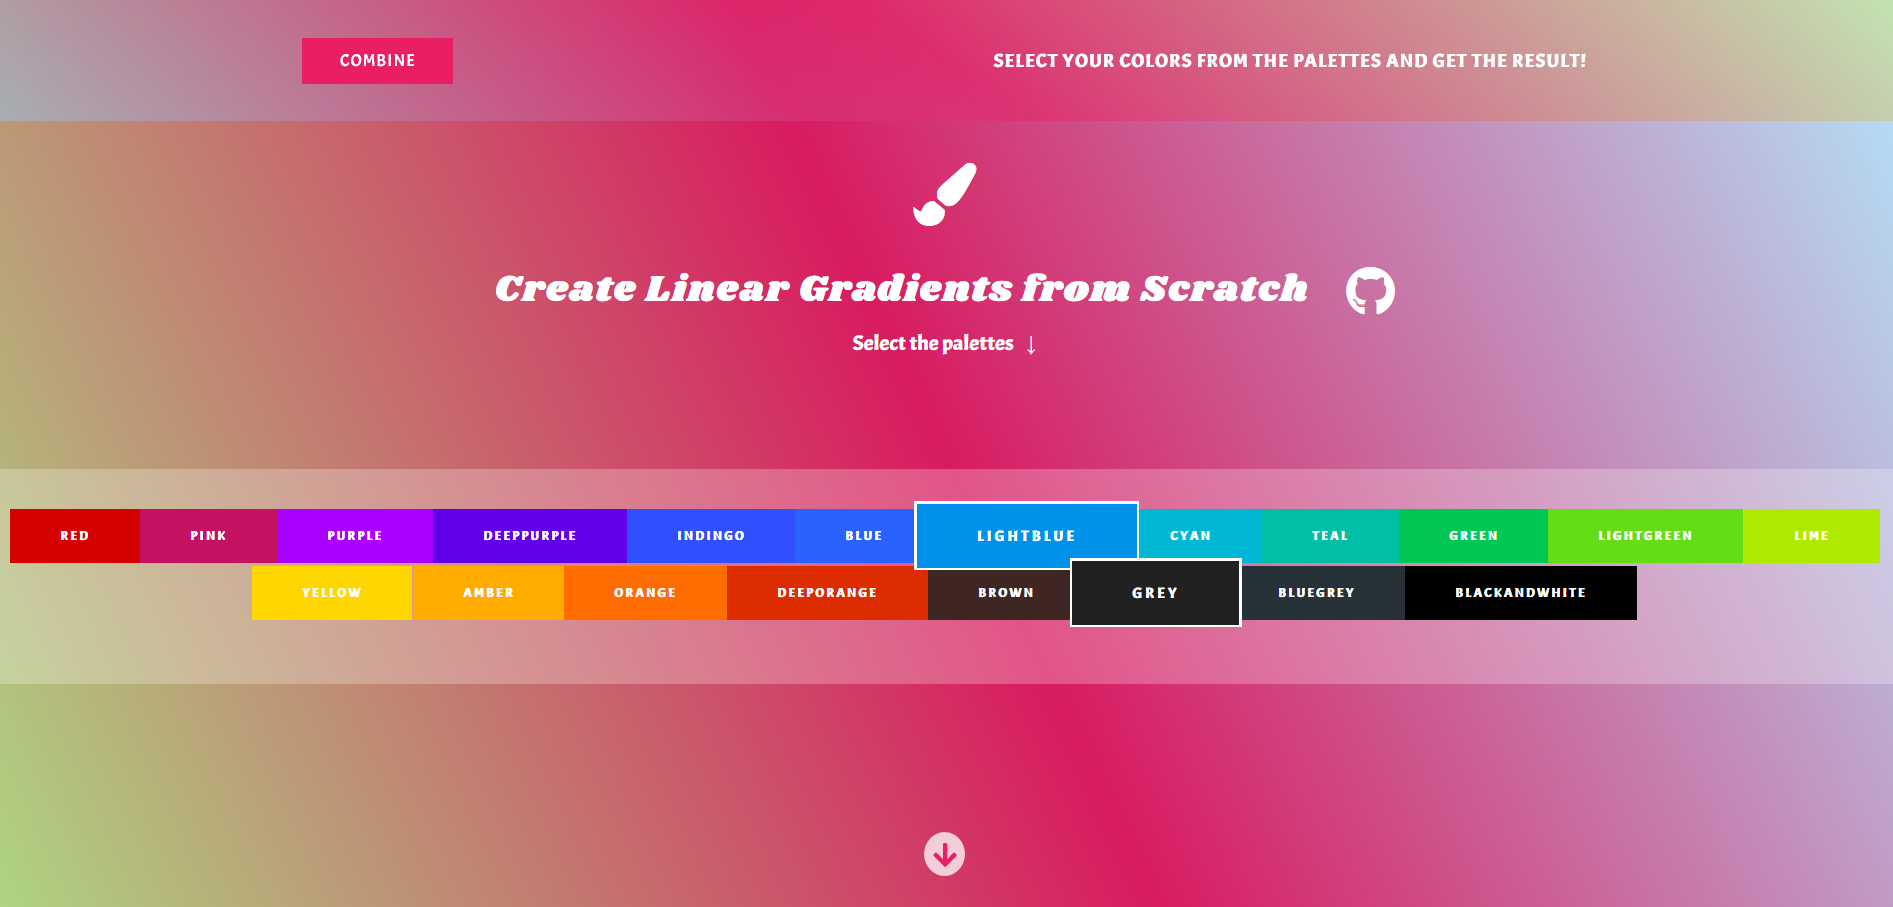 COMBINE
SELECT YOUR COLORS FROM THE PALETTES AND GET THE RESULT!
Create Linear Gradients from Scratch
Select the palettes ↓
RED PINK PURPLE DEEPPURPLE INDINGO BLUE LIGHTBLUE CYAN TEAL GREEN LIGHTGREEN LIME
YELLOW AMBER ORANGE DEEPORANGE BROWN GREY BLUEGREY BLACKANDWHITE